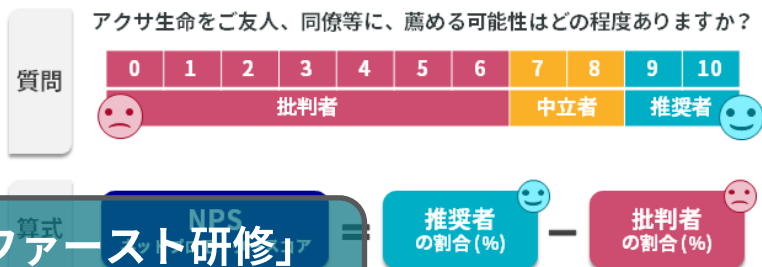 アクサ生命をご友人、同僚等に、薦める可能性はどの程度ありますか？
質問
0 1 2 3 4 5 6 7 8 9 10
批判者 中立者 推奨者
算式
NPS
= 推奨者 の割合(%) − 批判者 の割合(%)
ファースト研修」